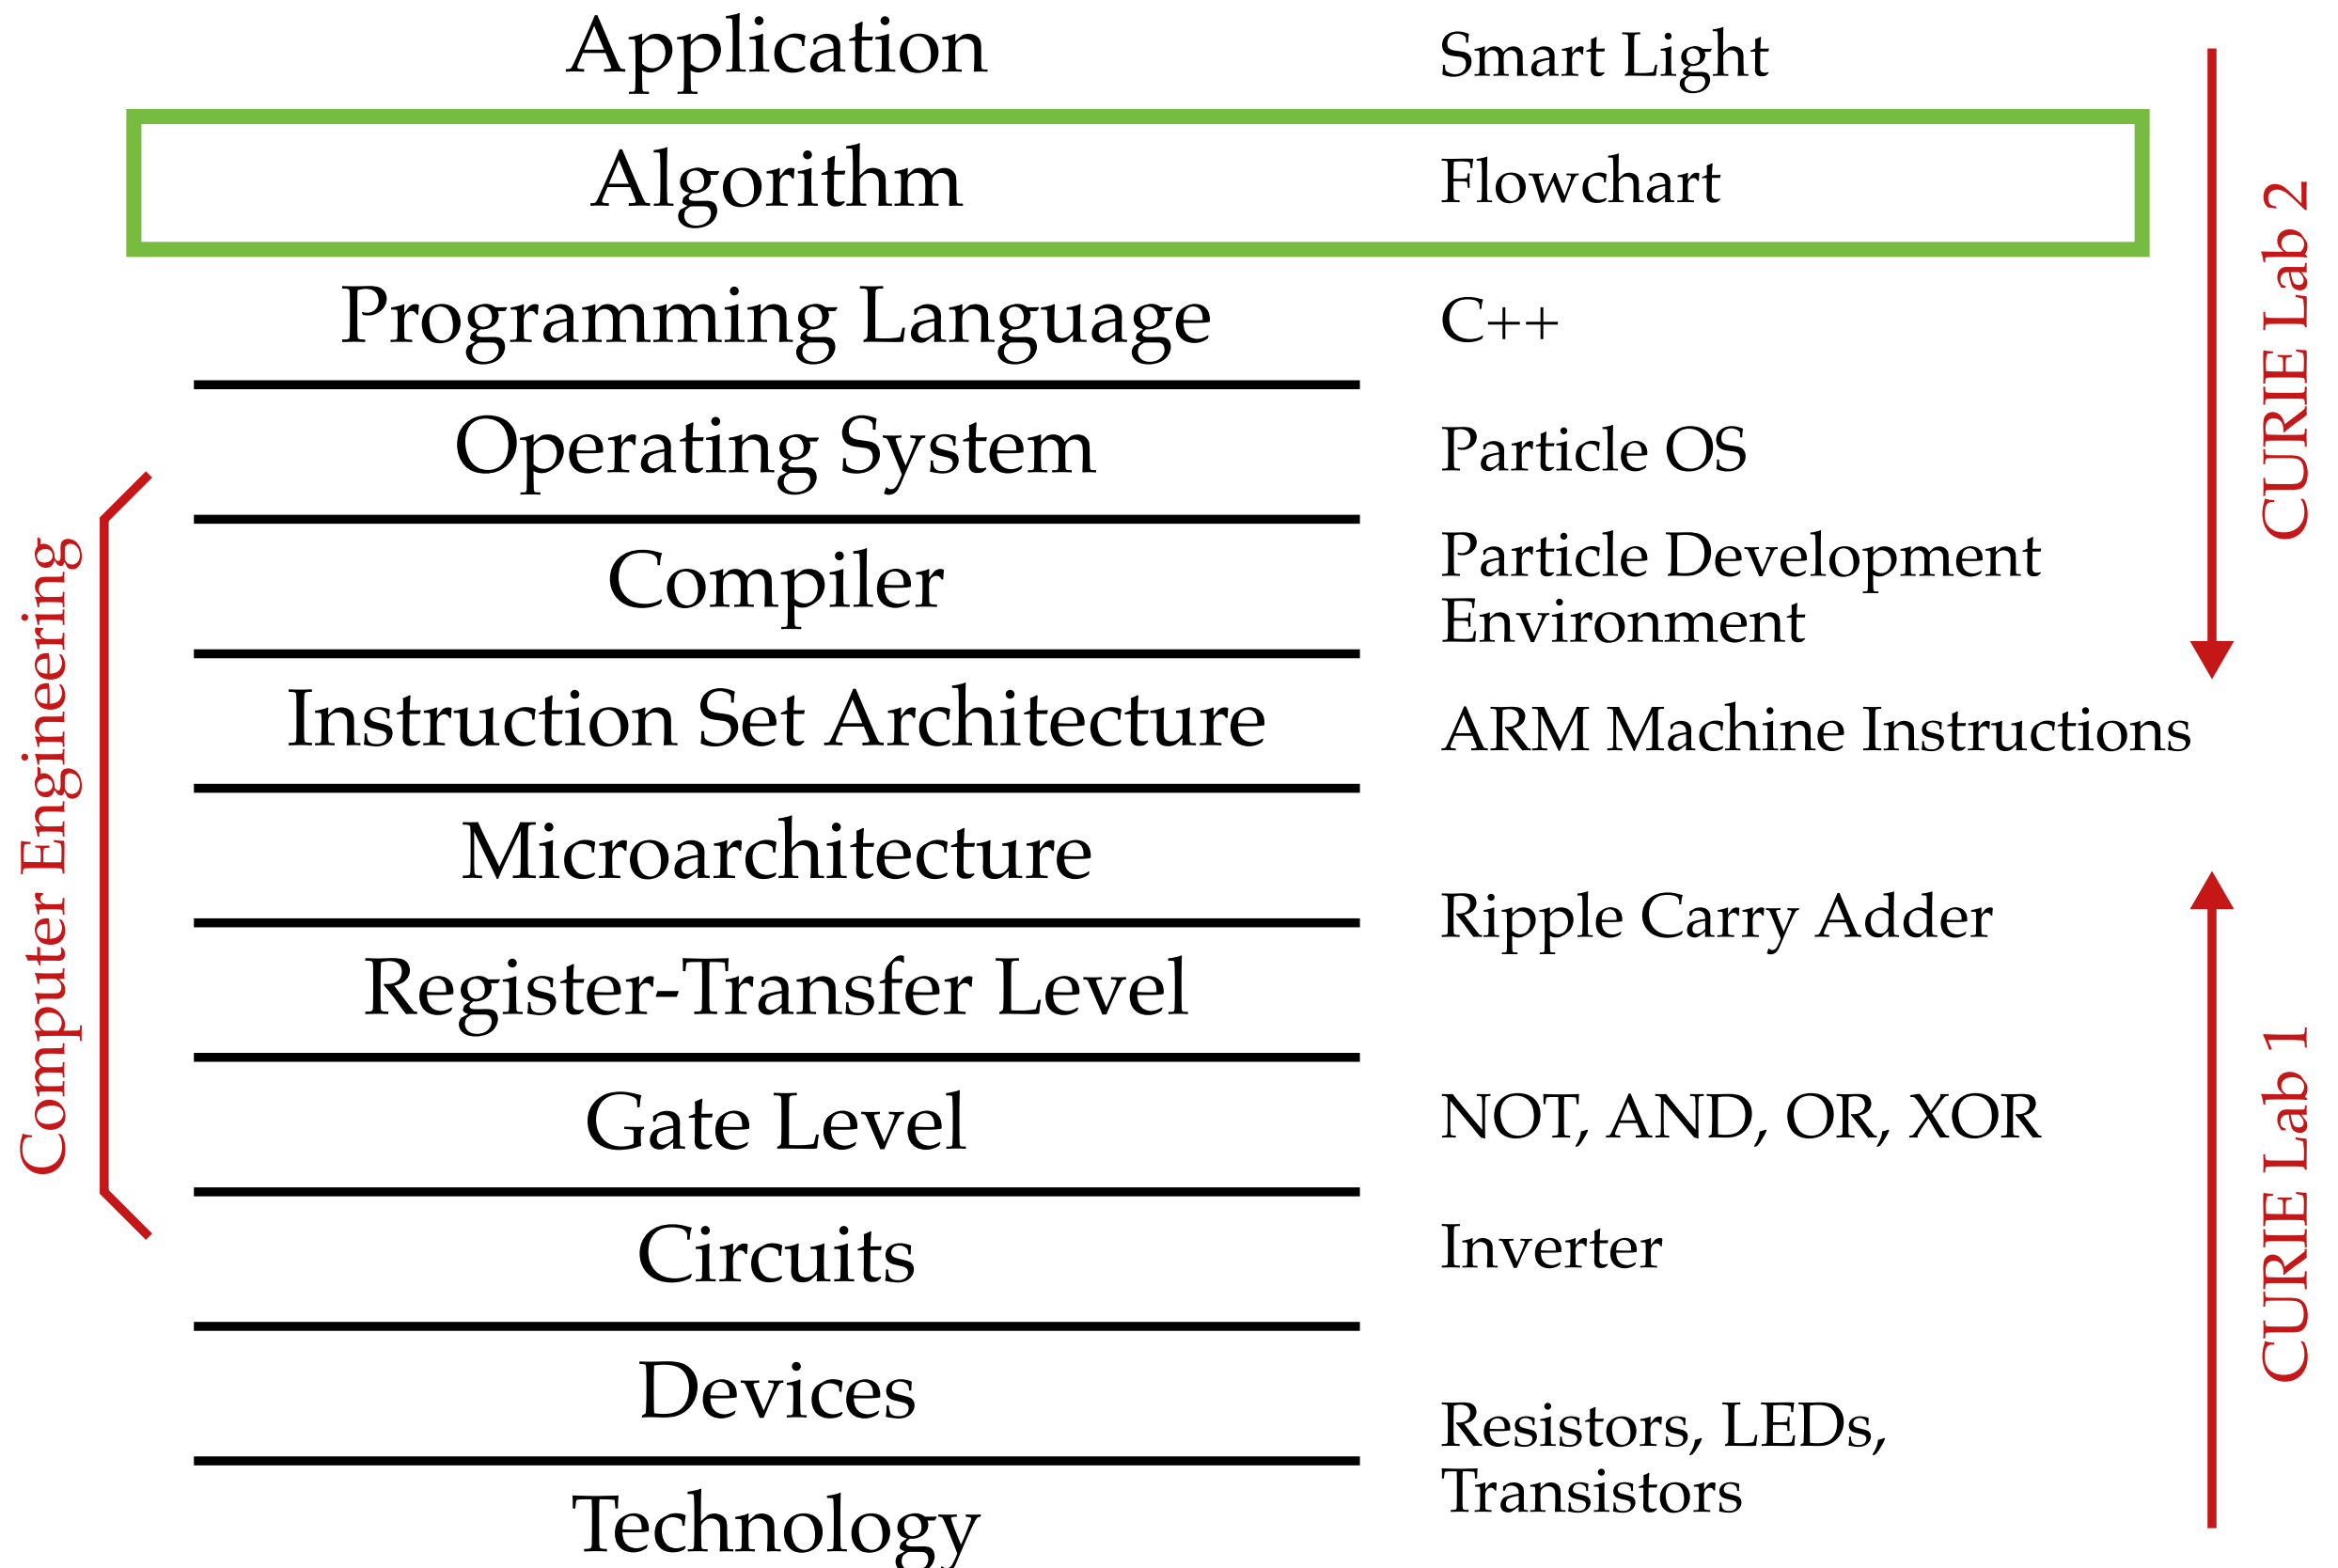 Application
Smart Light
Algorithm
Flowchart
Programming Language
C++
Operating System
Particle OS
Compiler
Particle Development
Environment
Instruction Set Architecture
ARM Machine Instructions
Microarchitecture
Ripple Carry Adder
Register-Transfer Level
Gate Level
NOT, AND, OR, XOR
Circuits
Inverter
Devices
Resistors, LEDs,
Transistors
Technology
Computer Engineering
CURIE Lab 2
CURIE Lab 1